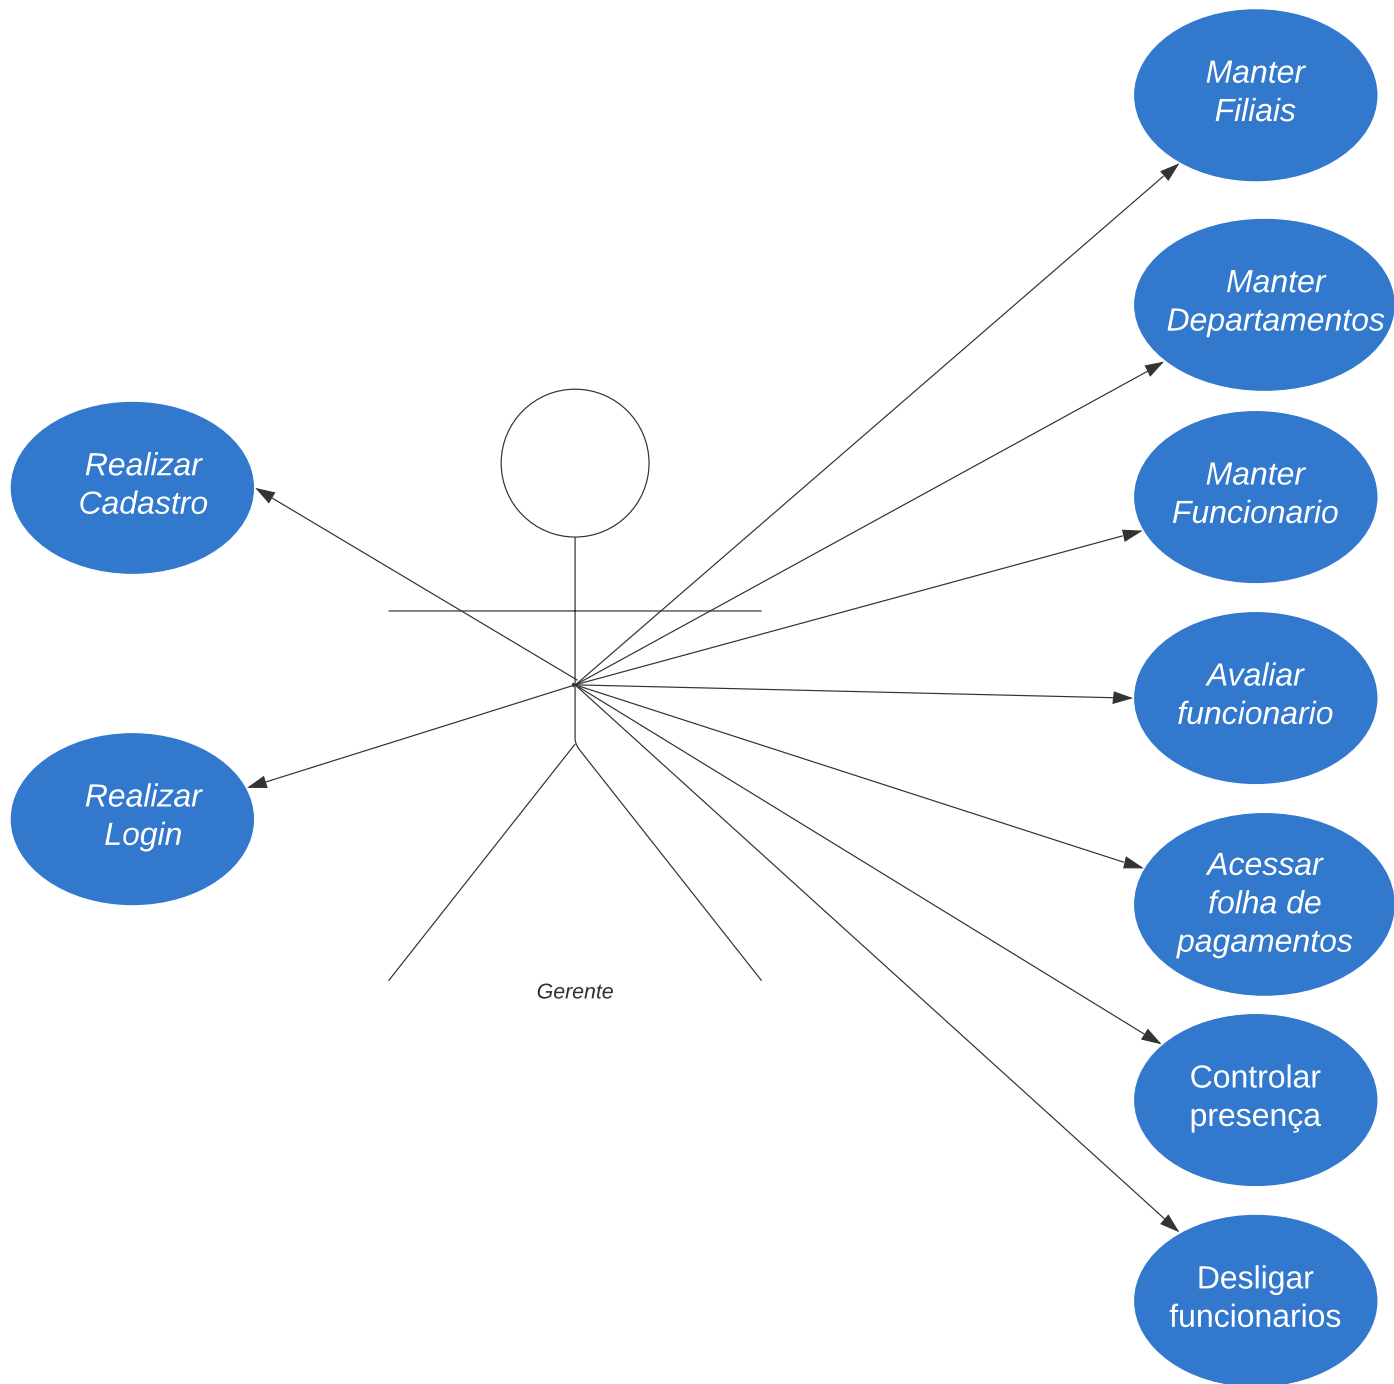 Manter
Filiais
Manter
Departamentos
Manter
Funcionario
Avaliar
funcionario
Acessar
folha de
pagamentos
Controlar
presença
Desligar
funcionarios
Realizar
Cadastro
Realizar
Login
Gerente